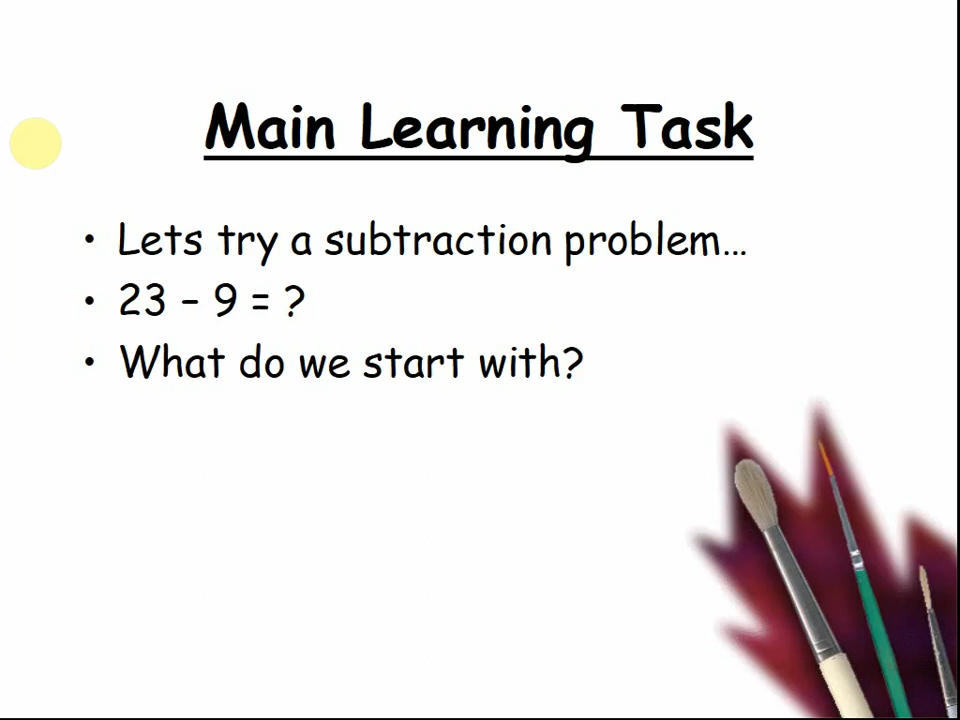 Main Learning Task
• Lets try a subtraction problem…
• 23 – 9 = ?
• What do we start with?